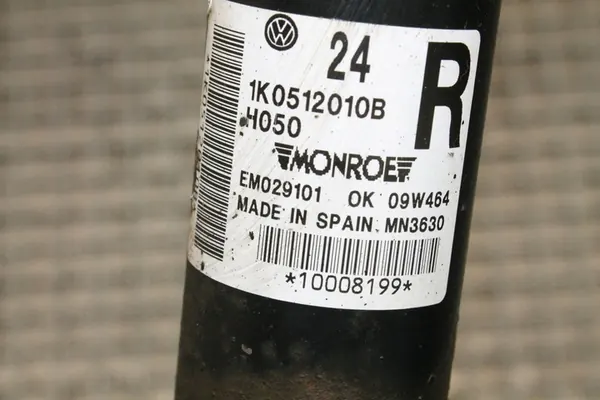 24
R
1K0512010B
H050
MONROE
EM029101 OK 09W464
MADE IN SPAIN MN3630
*10008199*